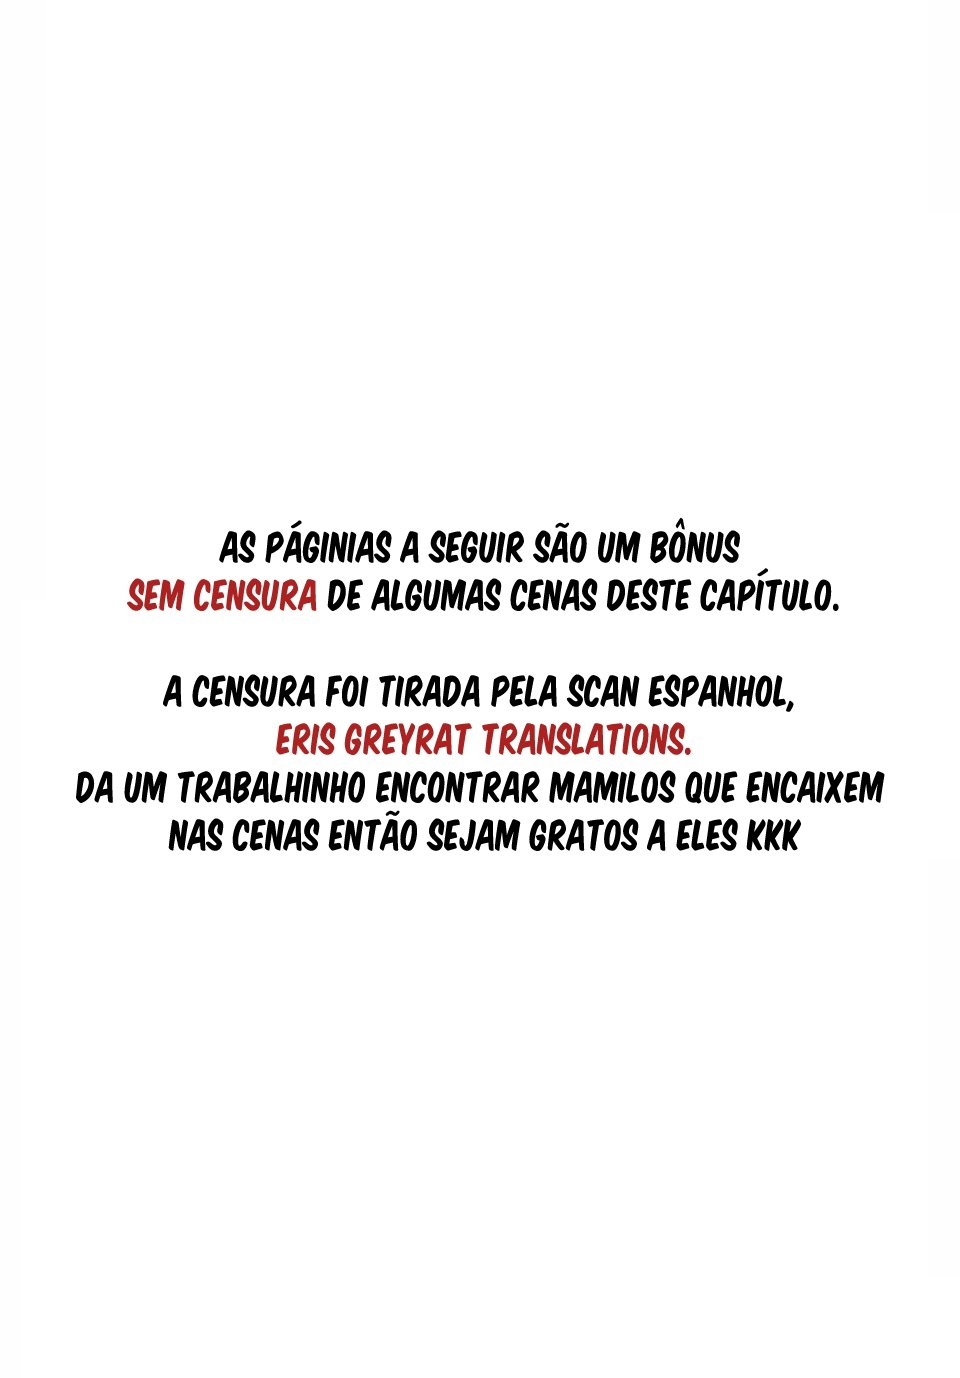 AS PÁGINIAS A SEGUIR SÃO UM BÔNUS
SEM CENSURA DE ALGUMAS CENAS DESTE CAPÍTULO.
A CENSURA FOI TIRADA PELA SCAN ESPANHOL,
ERIS GREYRAT TRANSLATIONS.
DA UM TRABALHINHO ENCONTRAR MAMILOS QUE ENCAIXEM
NAS CENAS ENTÃO SEJAM GRATOS A ELES KKK